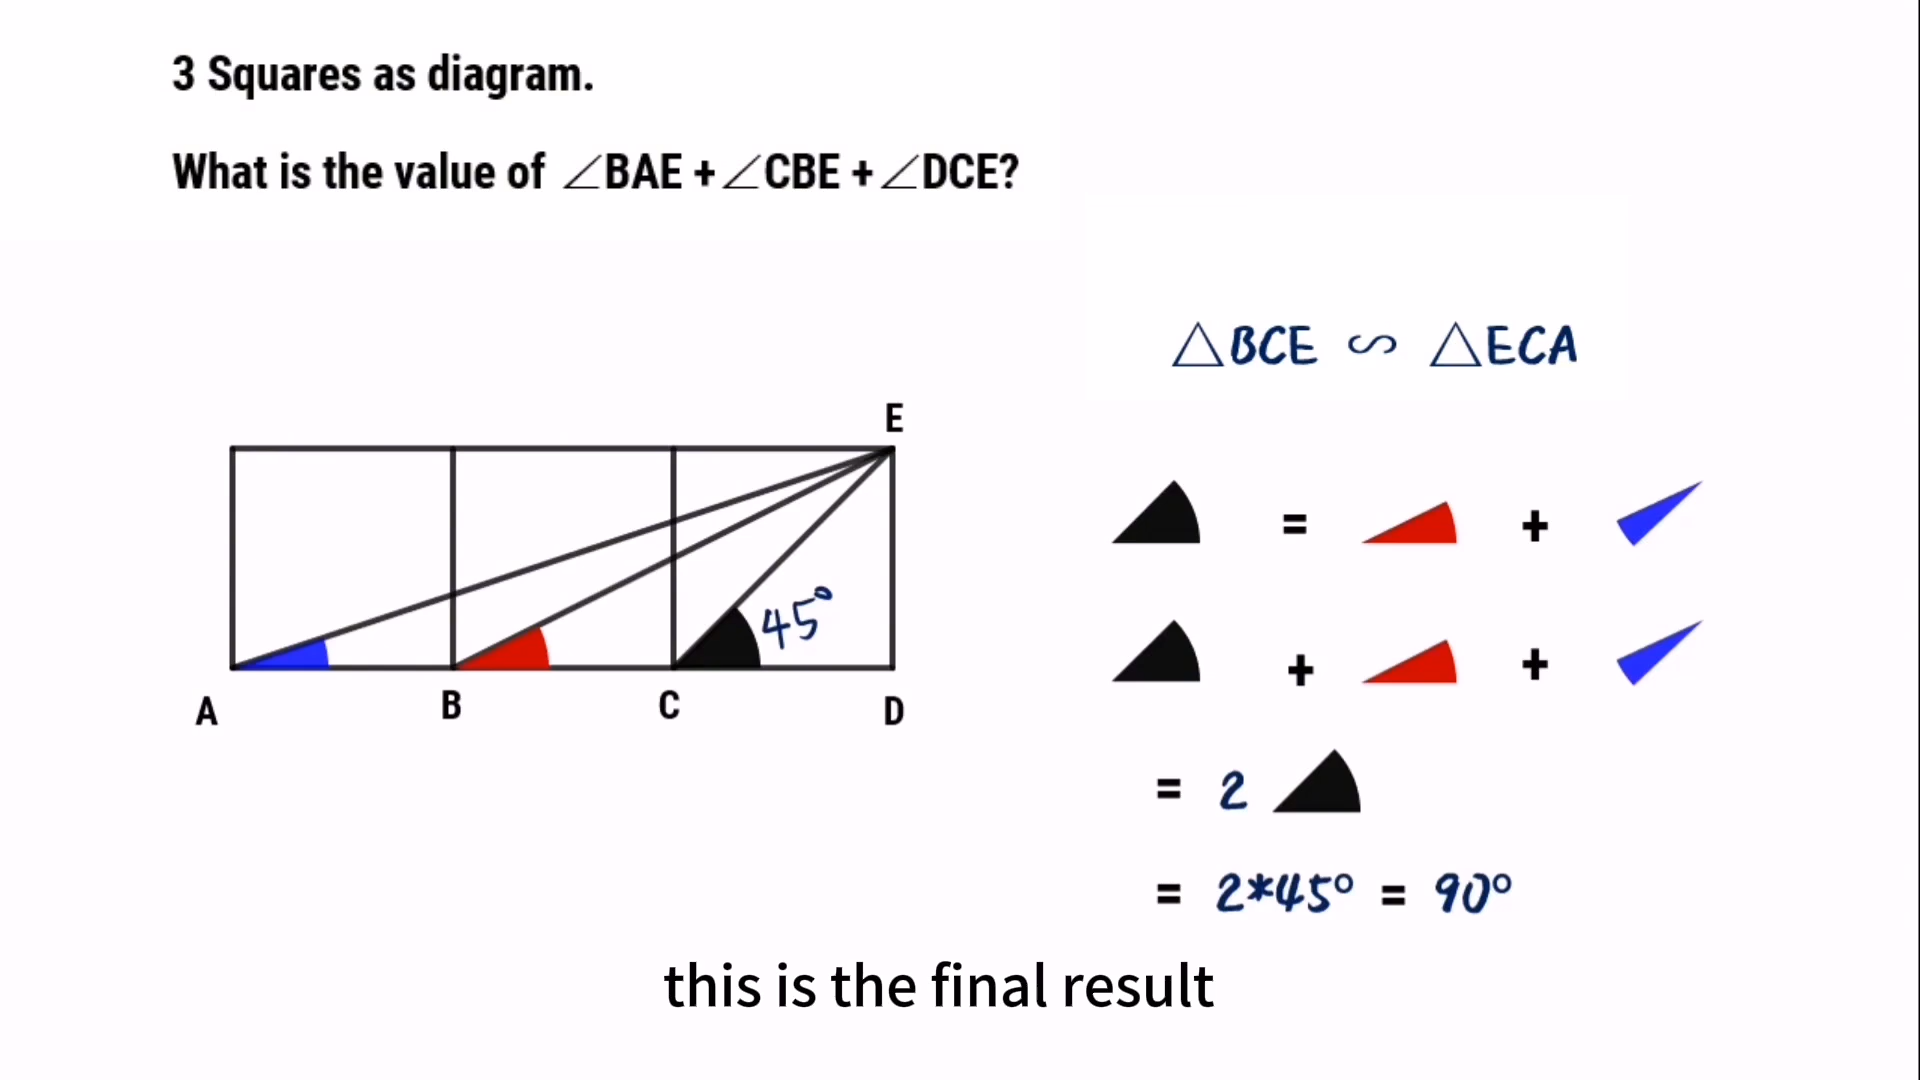 3 Squares as diagram.
What is the value of ∠BAE + ∠CBE + ∠DCE?
△BCE ∽ △ECA
E
= +
45°
+ +
A B C D
= 2
= 2*45° = 90°
this is the final result